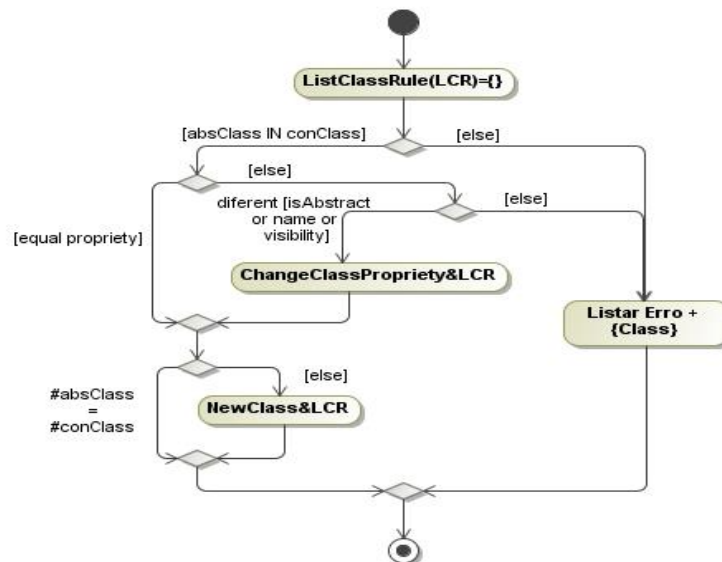 ListClassRule(LCR)={}
[absClass IN conClass]
[else]
[else]
diferent [isAbstract
or name or
visibility]
[else]
[equal propriety]
ChangeClassPropriety&LCR
Listar Erro +
{Class}
[else]
#absClass
=
#conClass
NewClass&LCR